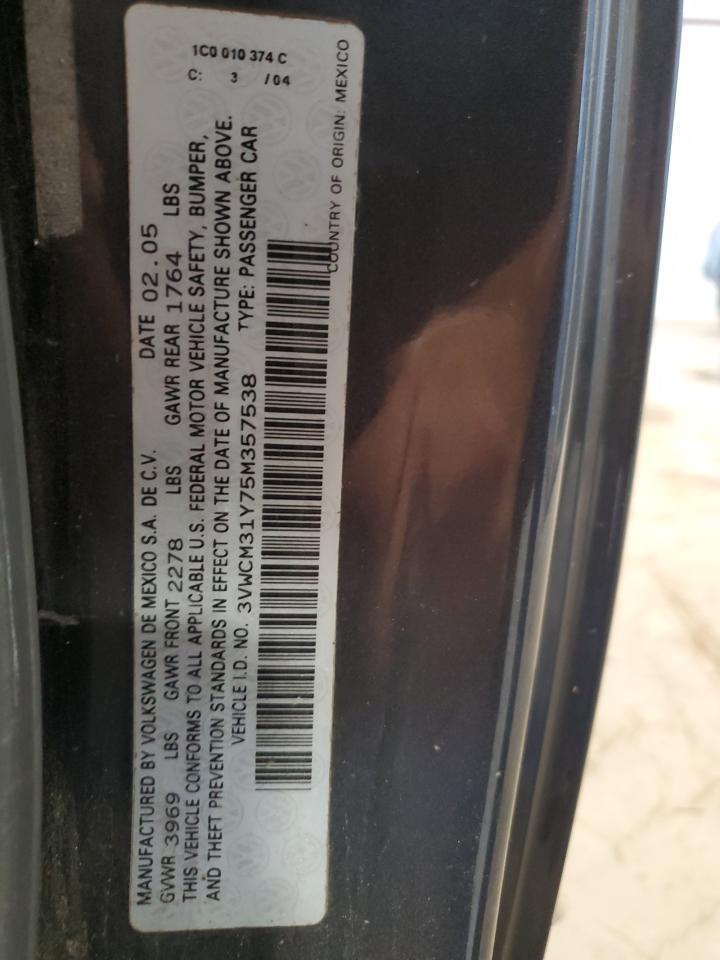 MANUFACTURED BY VOLKSWAGEN DE MEXICO S.A. DE C.V. DATE 02.05
GVWR 3969 LBS GAWR FRONT 2278 LBS GAWR REAR 1764 LBS
THIS VEHICLE CONFORMS TO ALL APPLICABLE U.S. FEDERAL MOTOR VEHICLE SAFETY, BUMPER,
AND THEFT PREVENTION STANDARDS IN EFFECT ON THE DATE OF MANUFACTURE SHOWN ABOVE.
VEHICLE I.D. NO. 3VWCM31Y75M357538 TYPE: PASSENGER CAR
COUNTRY OF ORIGIN: MEXICO
1C0 010 374 C
C: 3 /04